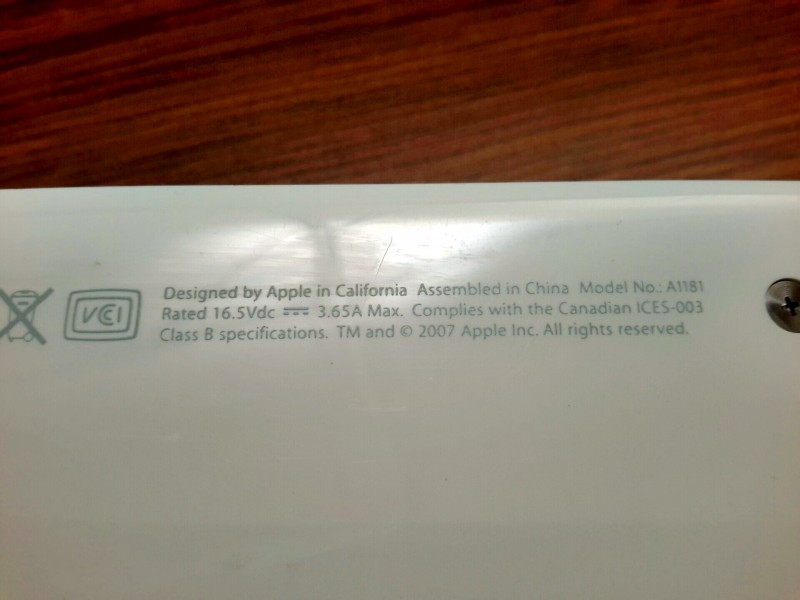 VCI
Designed by Apple in California Assembled in China Model No.: A1181
Rated 16.5Vdc ⎓ 3.65A Max. Complies with the Canadian ICES-003
Class B specifications. TM and © 2007 Apple Inc. All rights reserved.